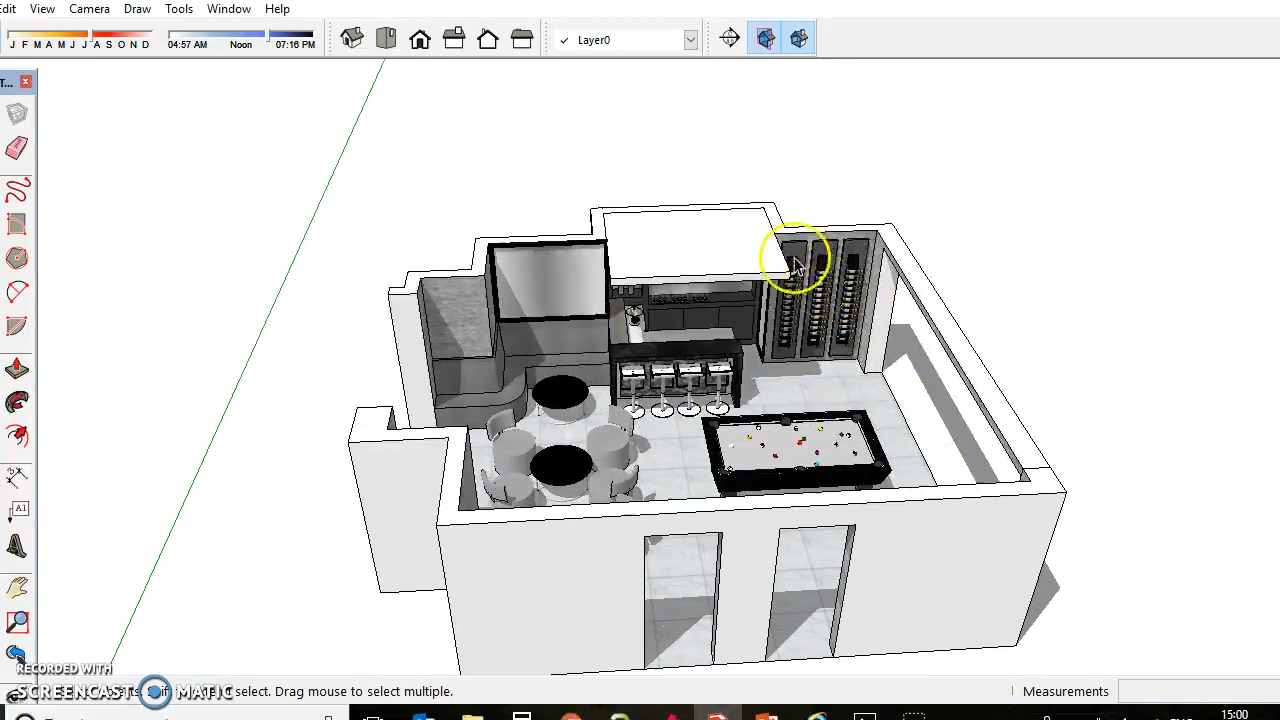 View Camera Draw Tools Window Help
J F M A M J J A S O N D 04:57 AM Noon 07:16 PM Layer0
T...
A1
RECORDED WITH
SCREENCAST MATIC select. Drag mouse to select multiple. Measurements
15:00